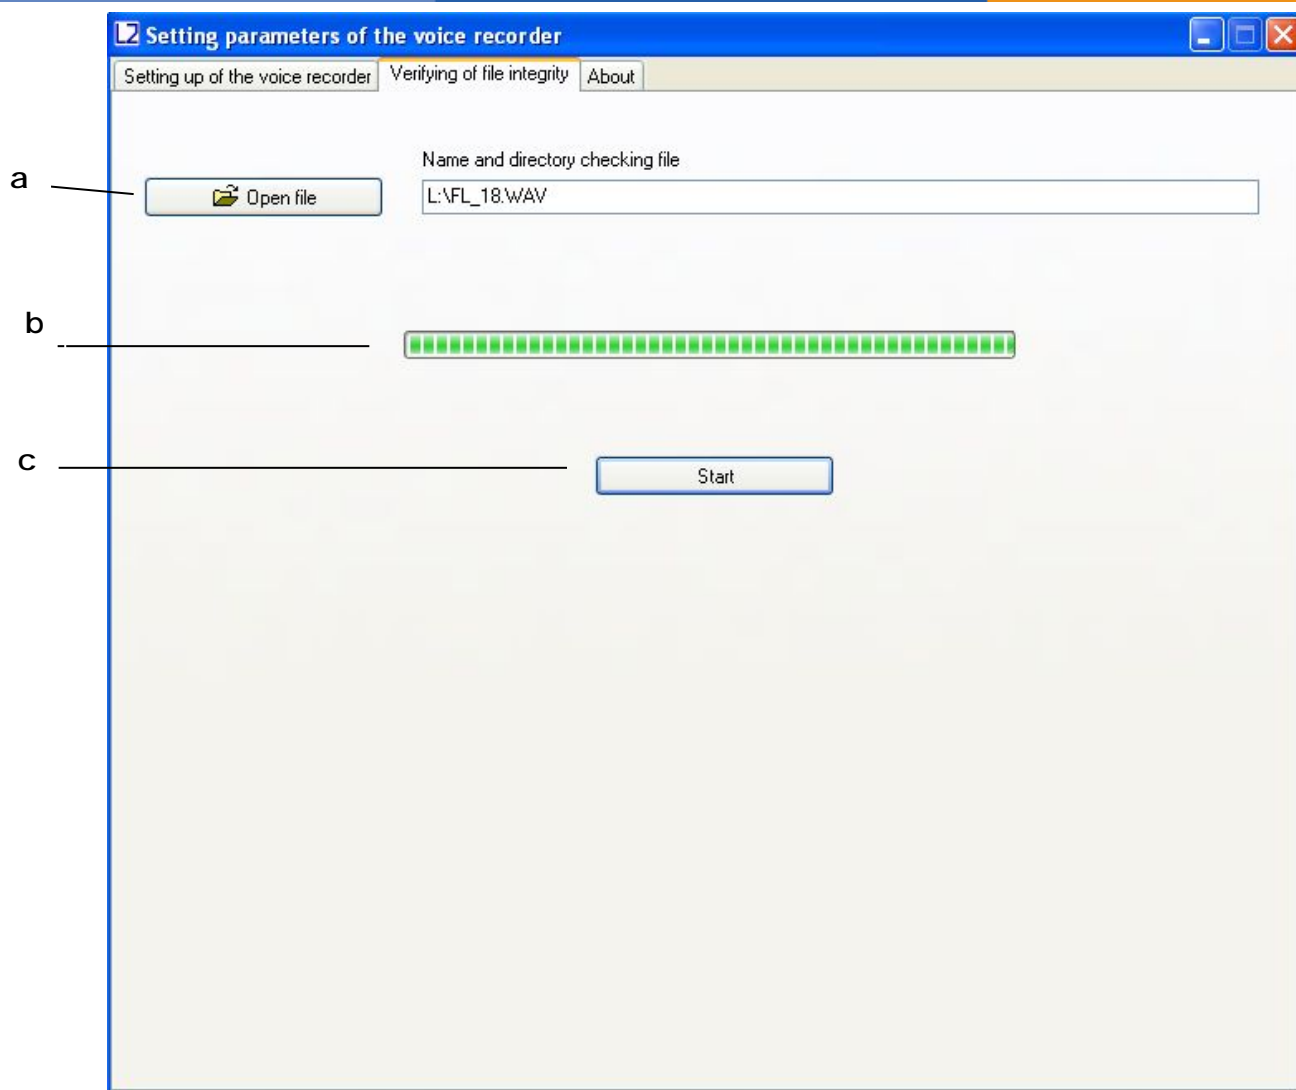 Setting parameters of the voice recorder
Setting up of the voice recorder Verifying of file integrity About
Name and directory checking file
a
Open file L:\FL_18.WAV
b
c
Start